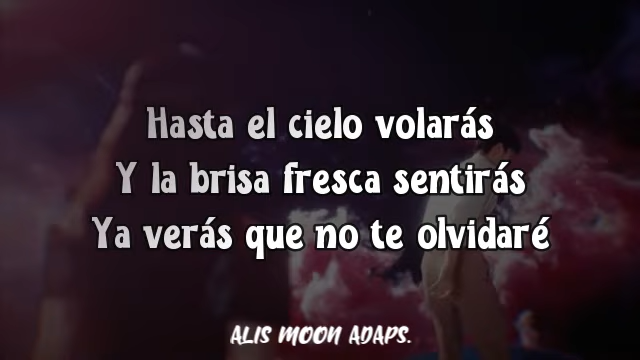 Hasta el cielo volarás
Y la brisa fresca sentirás
Ya verás que no te olvidaré
ALIS MOON ADAPS.